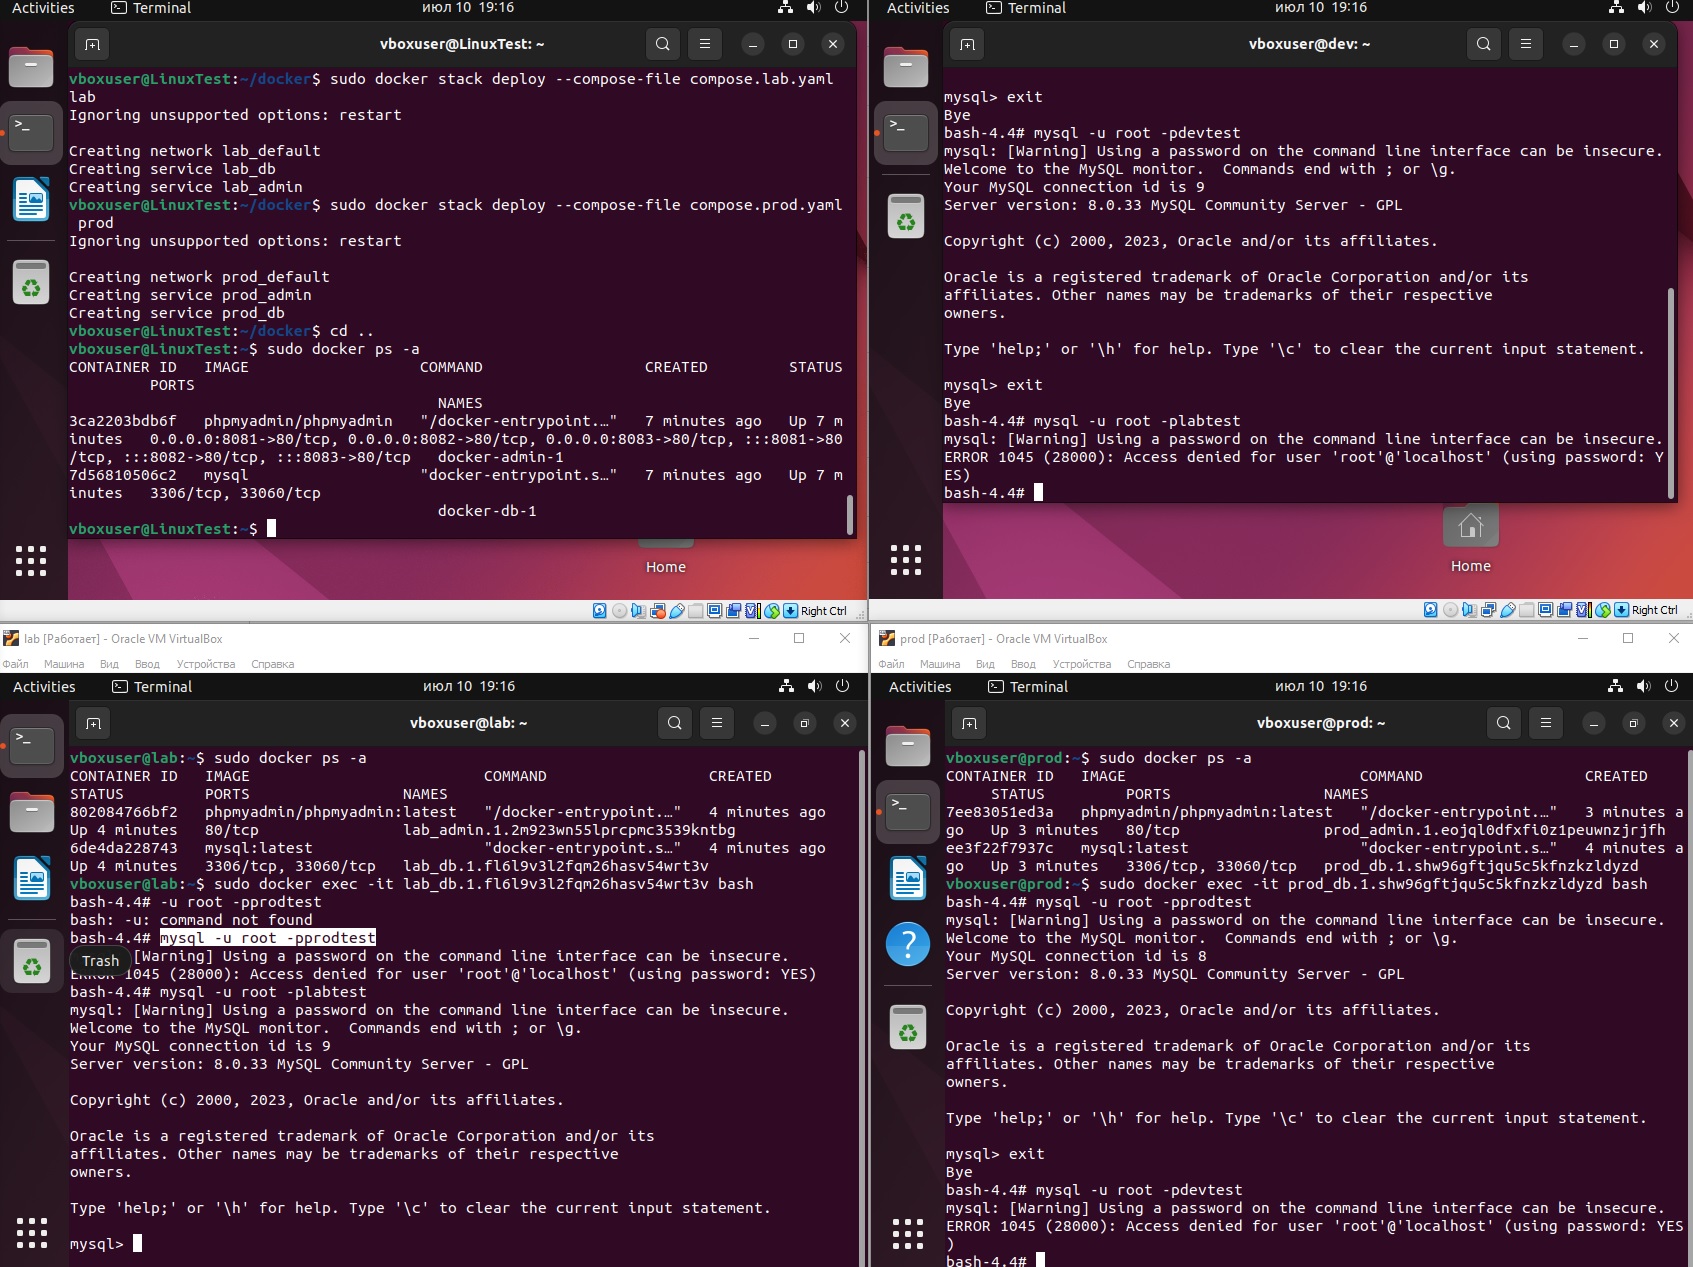 Activities
Terminal
июл 10 19:16
vboxuser@LinuxTest: ~
vboxuser@LinuxTest:~/docker$ sudo docker stack deploy --compose-file compose.lab.yaml
lab
Ignoring unsupported options: restart
Creating network lab_default
Creating service lab_db
Creating service lab_admin
vboxuser@LinuxTest:~/docker$ sudo docker stack deploy --compose-file compose.prod.yaml
prod
Ignoring unsupported options: restart
Creating network prod_default
Creating service prod_admin
Creating service prod_db
vboxuser@LinuxTest:~/docker$ cd ..
vboxuser@LinuxTest:~$ sudo docker ps -a
CONTAINER ID IMAGE COMMAND CREATED STATUS
PORTS
NAMES
3ca2203bdb6f phpmyadmin/phpmyadmin "/docker-entrypoint.…" 7 minutes ago Up 7 m
inutes 0.0.0.0:8081->80/tcp, 0.0.0.0:8082->80/tcp, 0.0.0.0:8083->80/tcp, :::8081->80
/tcp, :::8082->80/tcp, :::8083->80/tcp docker-admin-1
7d56810506c2 mysql "docker-entrypoint.s…" 7 minutes ago Up 7 m
inutes 3306/tcp, 33060/tcp
docker-db-1
vboxuser@LinuxTest:~$
Home
Right Ctrl
Activities
Terminal
июл 10 19:16
vboxuser@dev: ~
mysql> exit
Bye
bash-4.4# mysql -u root -pdevtest
mysql: [Warning] Using a password on the command line interface can be insecure.
Welcome to the MySQL monitor. Commands end with ; or \g.
Your MySQL connection id is 9
Server version: 8.0.33 MySQL Community Server - GPL
Copyright (c) 2000, 2023, Oracle and/or its affiliates.
Oracle is a registered trademark of Oracle Corporation and/or its
affiliates. Other names may be trademarks of their respective
owners.
Type 'help;' or '\h' for help. Type '\c' to clear the current input statement.
mysql> exit
Bye
bash-4.4# mysql -u root -plabtest
mysql: [Warning] Using a password on the command line interface can be insecure.
ERROR 1045 (28000): Access denied for user 'root'@'localhost' (using password: Y
ES)
bash-4.4#
Home
Right Ctrl
lab [Работает] - Oracle VM VirtualBox
Файл Машина Вид Ввод Устройства Справка
Activities
Terminal
июл 10 19:16
vboxuser@lab: ~
vboxuser@lab:~$ sudo docker ps -a
CONTAINER ID IMAGE COMMAND CREATED
STATUS PORTS NAMES
802084766bf2 phpmyadmin/phpmyadmin:latest "/docker-entrypoint.…" 4 minutes ago
Up 4 minutes 80/tcp lab_admin.1.2m923wn55lprcpmc3539kntbg
6de4da228743 mysql:latest "docker-entrypoint.s…" 4 minutes ago
Up 4 minutes 3306/tcp, 33060/tcp lab_db.1.fl6l9v3l2fqm26hasv54wrt3v
vboxuser@lab:~$ sudo docker exec -it lab_db.1.fl6l9v3l2fqm26hasv54wrt3v bash
bash-4.4# -u root -pprodtest
bash: -u: command not found
bash-4.4# mysql -u root -pprodtest
Trash
[Warning] Using a password on the command line interface can be insecure.
1045 (28000): Access denied for user 'root'@'localhost' (using password: YES)
bash-4.4# mysql -u root -plabtest
mysql: [Warning] Using a password on the command line interface can be insecure.
Welcome to the MySQL monitor. Commands end with ; or \g.
Your MySQL connection id is 9
Server version: 8.0.33 MySQL Community Server - GPL
Copyright (c) 2000, 2023, Oracle and/or its affiliates.
Oracle is a registered trademark of Oracle Corporation and/or its
affiliates. Other names may be trademarks of their respective
owners.
Type 'help;' or '\h' for help. Type '\c' to clear the current input statement.
mysql>
prod [Работает] - Oracle VM VirtualBox
Файл Машина Вид Ввод Устройства Справка
Activities
Terminal
июл 10 19:16
vboxuser@prod: ~
vboxuser@prod:~$ sudo docker ps -a
CONTAINER ID IMAGE COMMAND CREATED
STATUS PORTS NAMES
7ee83051ed3a phpmyadmin/phpmyadmin:latest "/docker-entrypoint.…" 3 minutes a
go Up 3 minutes 80/tcp prod_admin.1.eojql0dfxfi0z1peuwnzjrjfh
ee3f22f7937c mysql:latest "docker-entrypoint.s…" 4 minutes a
go Up 3 minutes 3306/tcp, 33060/tcp prod_db.1.shw96gftjqu5c5kfnzkzldyzd
vboxuser@prod:~$ sudo docker exec -it prod_db.1.shw96gftjqu5c5kfnzkzldyzd bash
bash-4.4# mysql -u root -pprodtest
mysql: [Warning] Using a password on the command line interface can be insecure.
Welcome to the MySQL monitor. Commands end with ; or \g.
Your MySQL connection id is 8
Server version: 8.0.33 MySQL Community Server - GPL
Copyright (c) 2000, 2023, Oracle and/or its affiliates.
Oracle is a registered trademark of Oracle Corporation and/or its
affiliates. Other names may be trademarks of their respective
owners.
Type 'help;' or '\h' for help. Type '\c' to clear the current input statement.
mysql> exit
Bye
bash-4.4# mysql -u root -pdevtest
mysql: [Warning] Using a password on the command line interface can be insecure.
ERROR 1045 (28000): Access denied for user 'root'@'localhost' (using password: YES
)
bash-4.4#